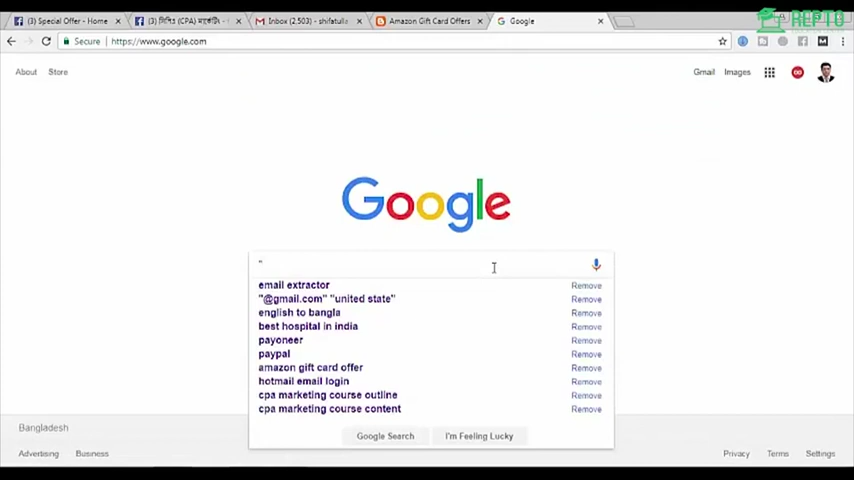 (3) Special Offer - Home
(3) সিপিএ (CPA) মার্কেটিং -
Inbox (2,503) - shifatulla
Amazon Gift Card Offers
Google
REPTO
Secure
https://www.google.com
About
Store
Gmail
Images
Google
"
email extractor
Remove
"@gmail.com" "united state"
Remove
english to bangla
Remove
best hospital in india
Remove
payoneer
Remove
paypal
Remove
amazon gift card offer
Remove
hotmail email login
Remove
cpa marketing course outline
Remove
cpa marketing course content
Remove
Google Search
I'm Feeling Lucky
Bangladesh
Advertising
Business
Privacy
Terms
Settings